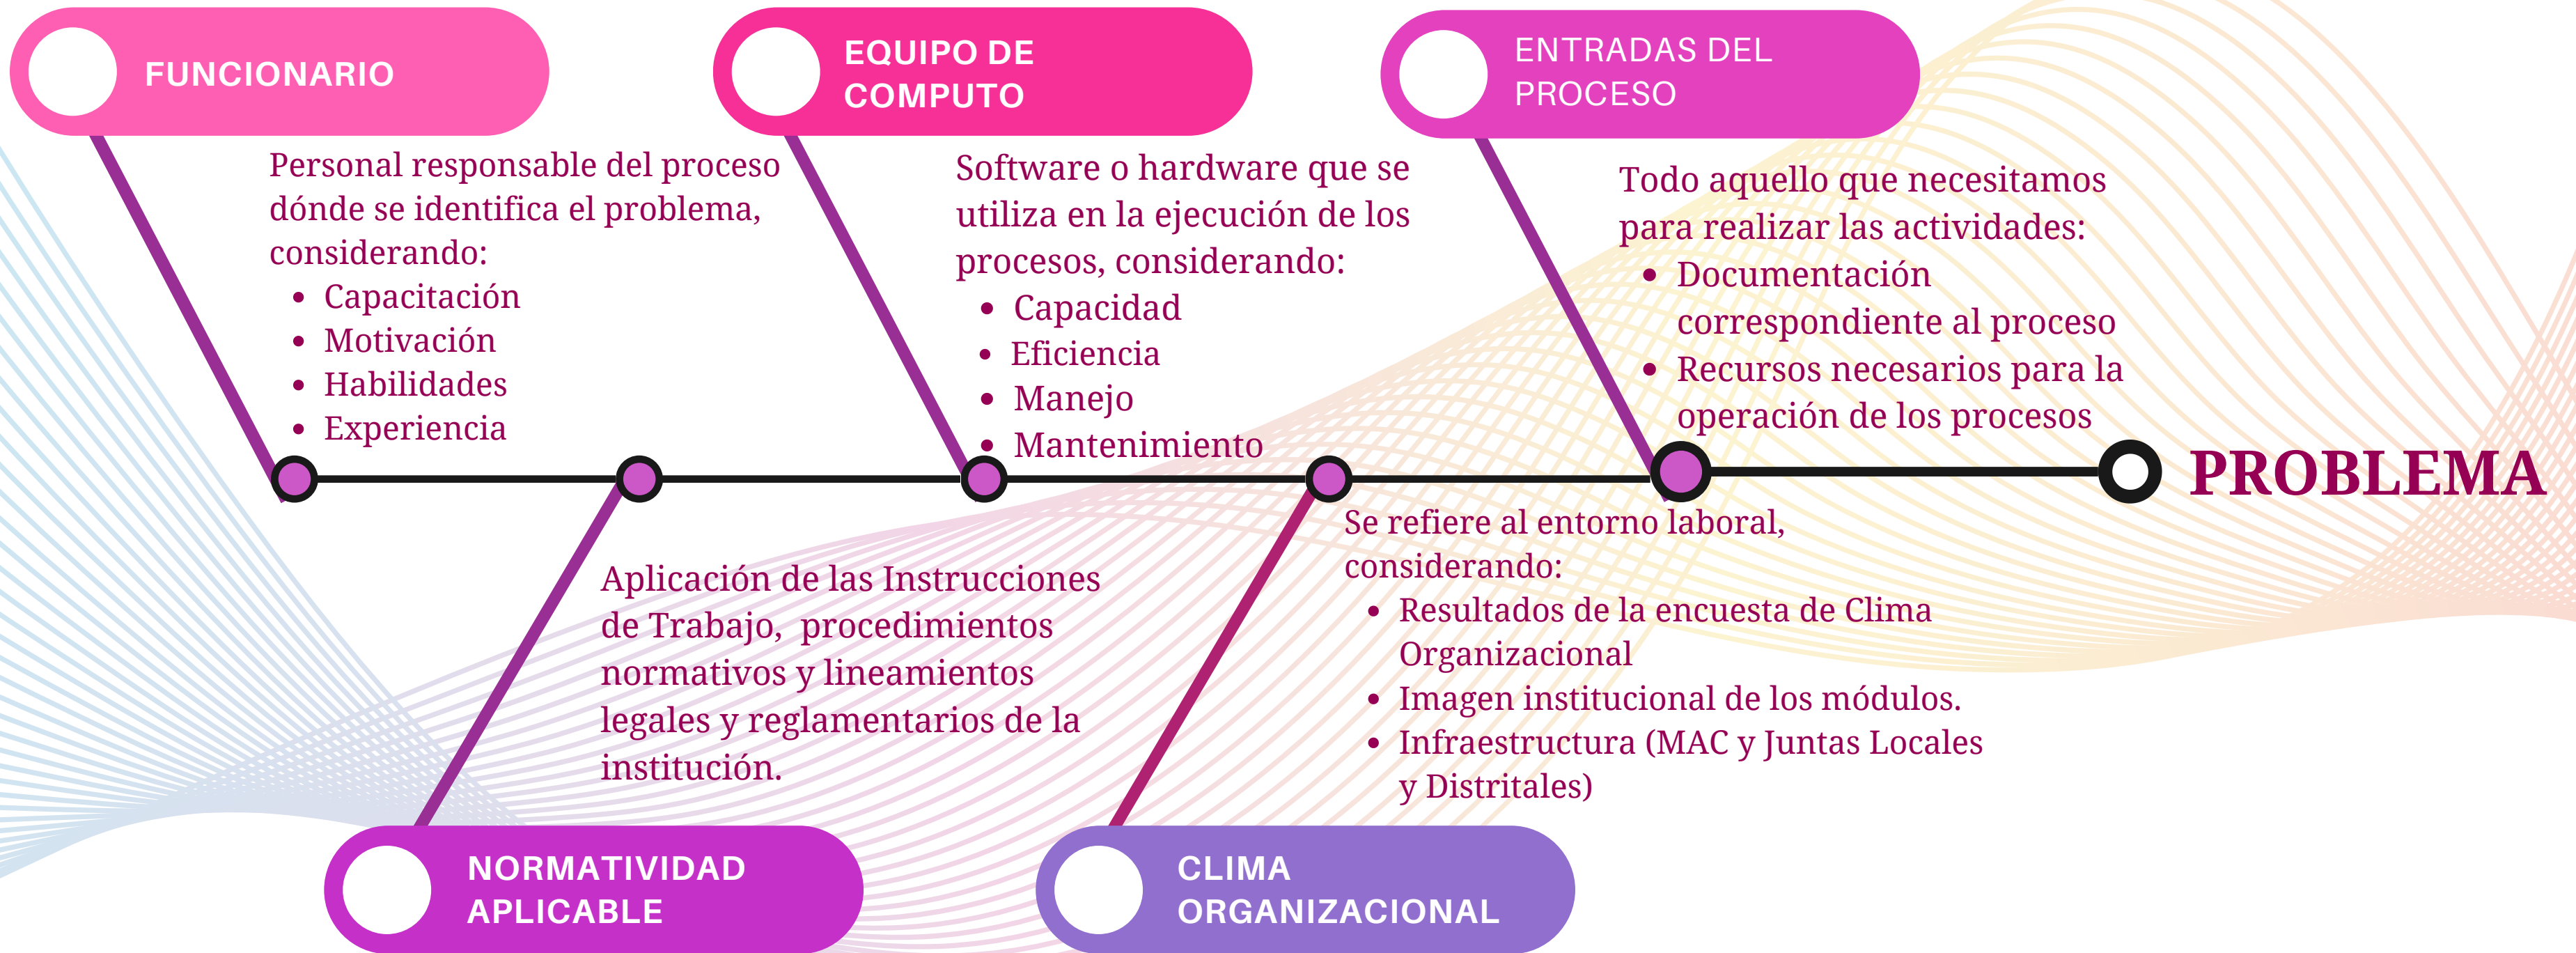 FUNCIONARIO
Personal responsable del proceso
dónde se identifica el problema,
considerando:
• Capacitación
• Motivación
• Habilidades
• Experiencia
EQUIPO DE
COMPUTO
Software o hardware que se
utiliza en la ejecución de los
procesos, considerando:
• Capacidad
• Eficiencia
• Manejo
• Mantenimiento
ENTRADAS DEL
PROCESO
Todo aquello que necesitamos
para realizar las actividades:
• Documentación
correspondiente al proceso
• Recursos necesarios para la
operación de los procesos
PROBLEMA
Aplicación de las Instrucciones
de Trabajo, procedimientos
normativos y lineamientos
legales y reglamentarios de la
institución.
NORMATIVIDAD
APLICABLE
Se refiere al entorno laboral,
considerando:
• Resultados de la encuesta de Clima
Organizacional
• Imagen institucional de los módulos.
• Infraestructura (MAC y Juntas Locales
y Distritales)
CLIMA
ORGANIZACIONAL